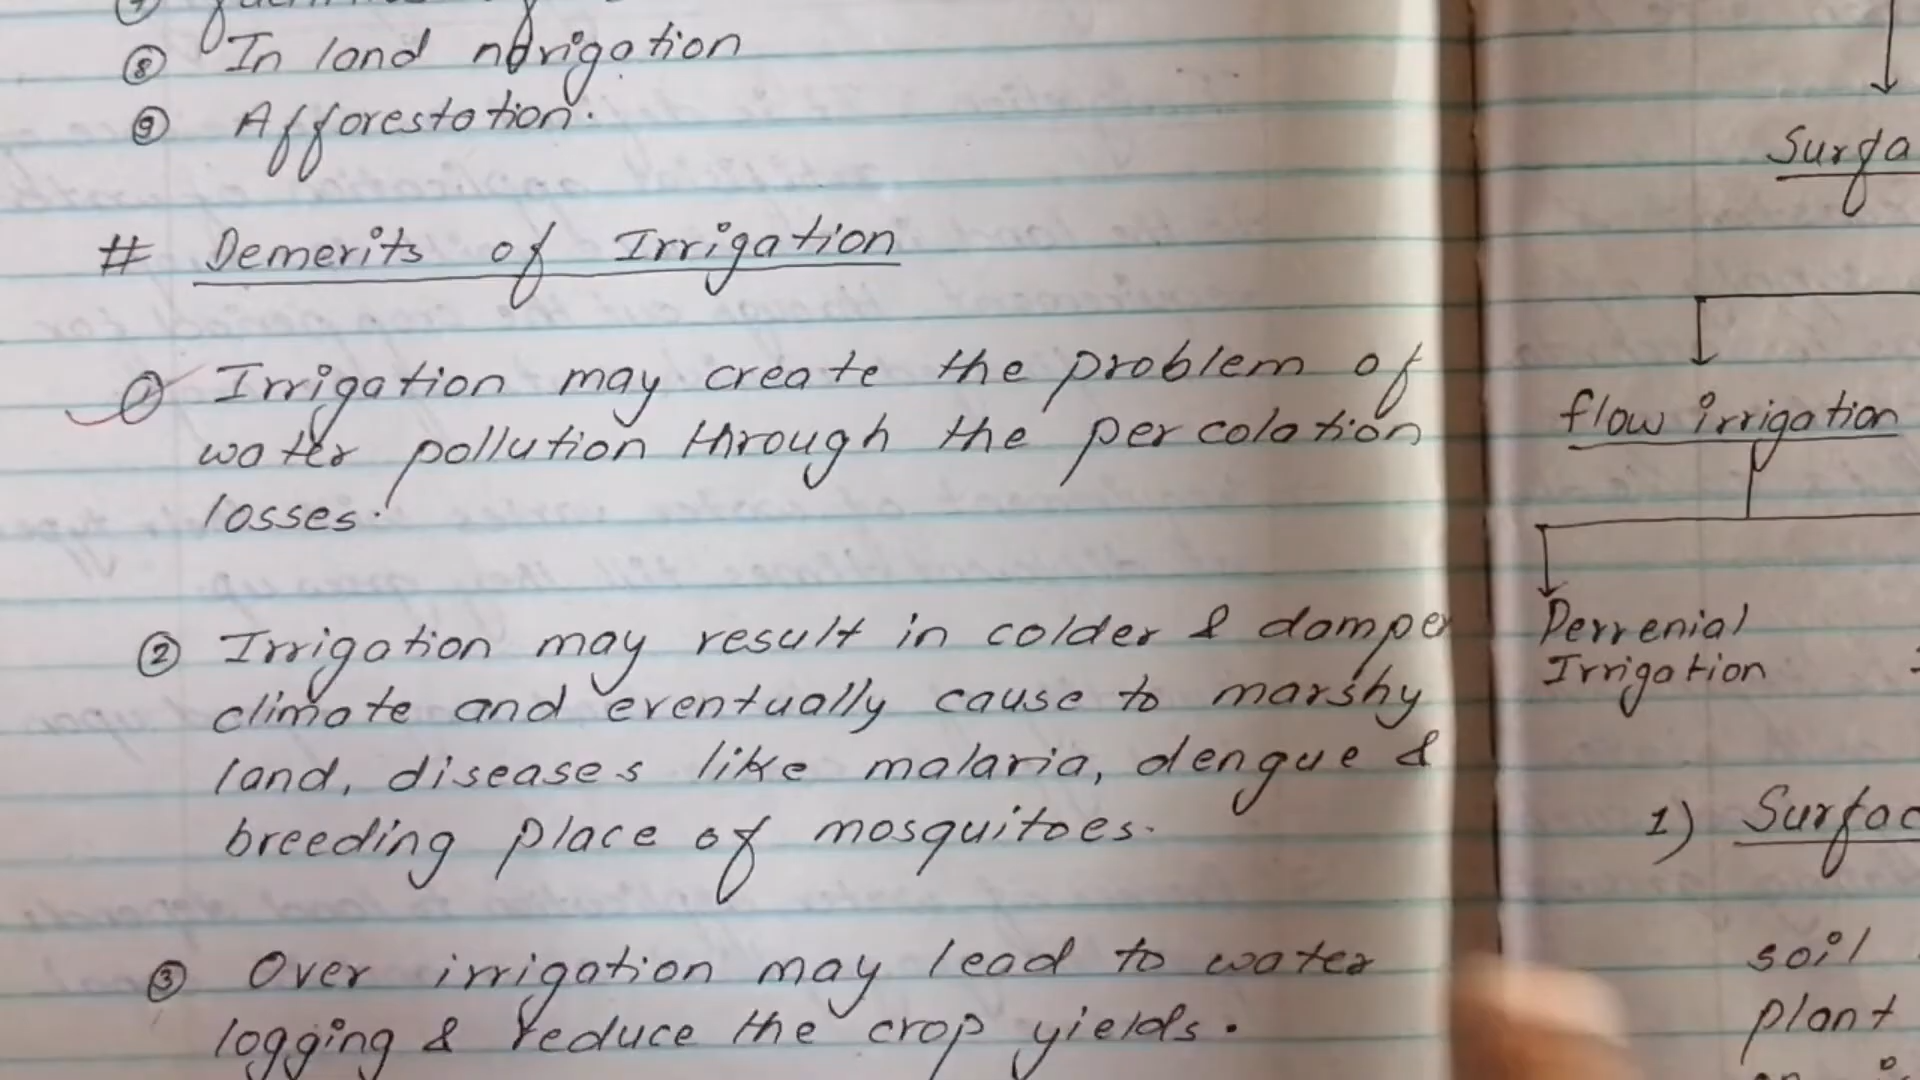 ⑧ In land navigation
⑨ Afforestation.
# Demerits of Irrigation
① Irrigation may create the problem of
water pollution through the percolation
losses.
② Irrigation may result in colder & damper
climate and eventually cause to marshy
land, diseases like malaria, dengue &
breeding place of mosquitoes.
③ Over irrigation may lead to water
logging & reduce the crop yields.
Surfa
flow irrigation
Perrenial
Irrigation
1) Surfac
soil
plant